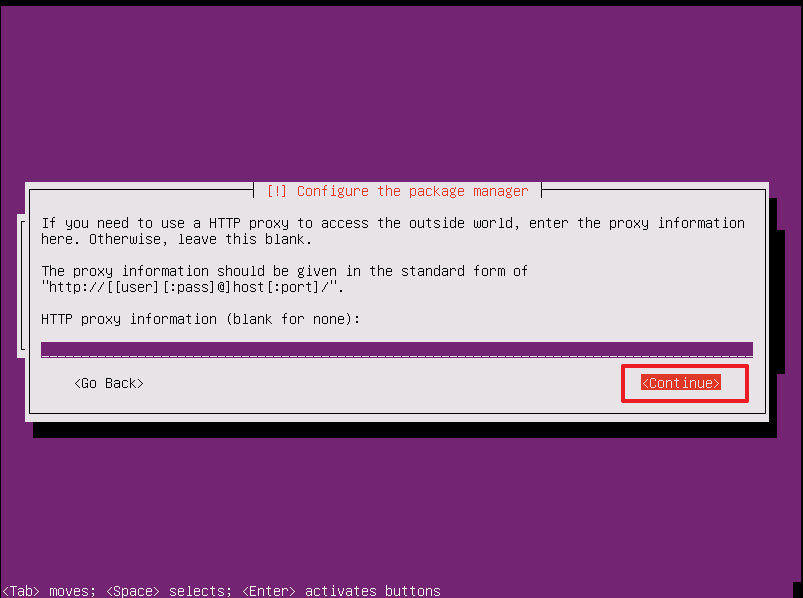 [!] Configure the package manager
If you need to use a HTTP proxy to access the outside world, enter the proxy information
here. Otherwise, leave this blank.
The proxy information should be given in the standard form of
"http://[[user][:pass]@]host[:port]/".
HTTP proxy information (blank for none):
<Go Back>
<Continue>
<Tab> moves; <Space> selects; <Enter> activates buttons